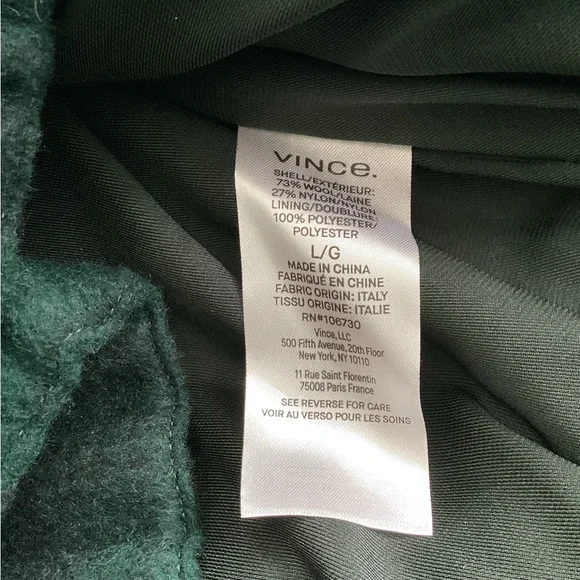 VINCe.
SHELL/EXTÉRIEUR:
73% WOOL/LAINE
27% NYLON/NYLON
LINING/DOUBLURE:
100% POLYESTER/
POLYESTER
L/G
MADE IN CHINA
FABRIQUÉ EN CHINE
FABRIC ORIGIN: ITALY
TISSU ORIGINE: ITALIE
RN#106730
Vince, LLC
500 Fifth Avenue, 20th Floor
New York, NY 10110
11 Rue Saint Florentin
75008 Paris France
SEE REVERSE FOR CARE
VOIR AU VERSO POUR LES SOINS